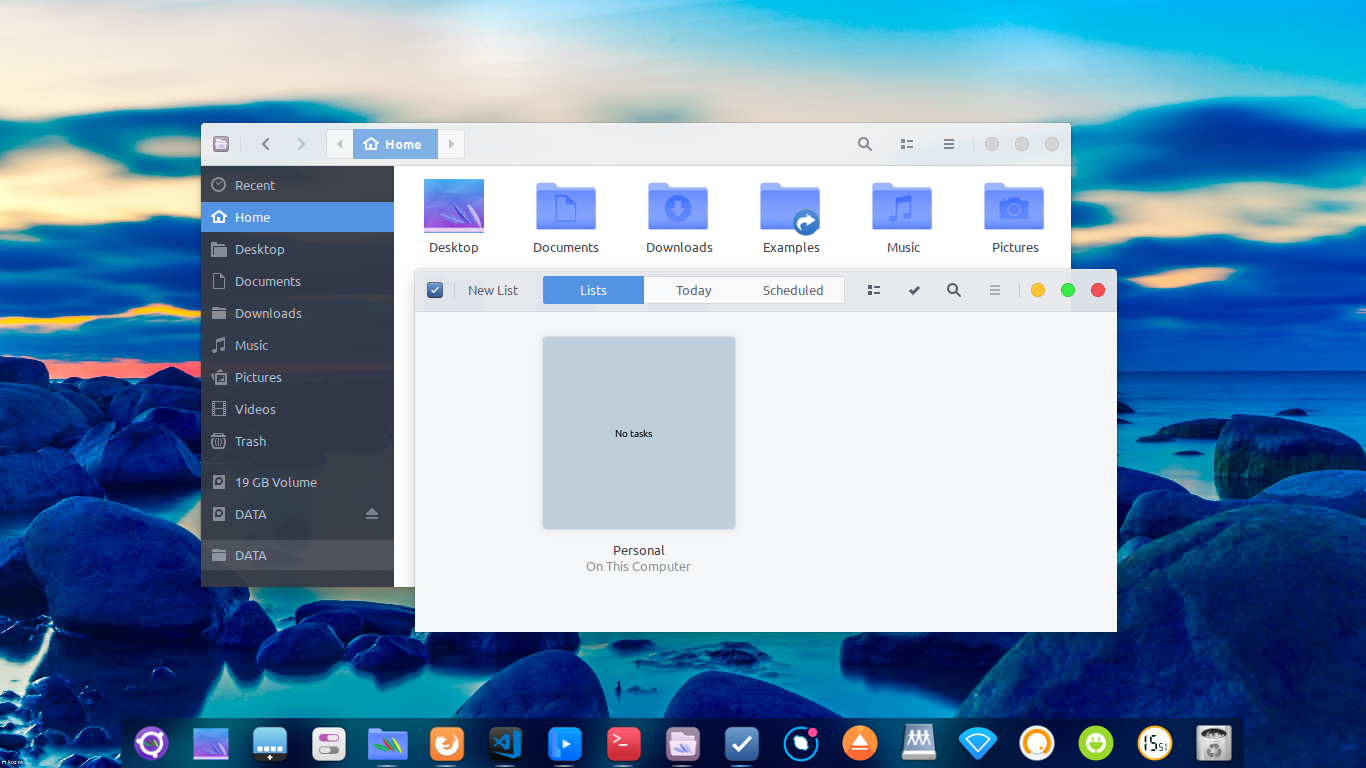 Home
Recent
Home
Desktop
Documents
Downloads
Music
Pictures
Videos
Trash
19 GB Volume
DATA
DATA
Desktop
Documents
Downloads
Examples
Music
Pictures
New List
Lists
Today
Scheduled
No tasks
Personal
On This Computer
15
51